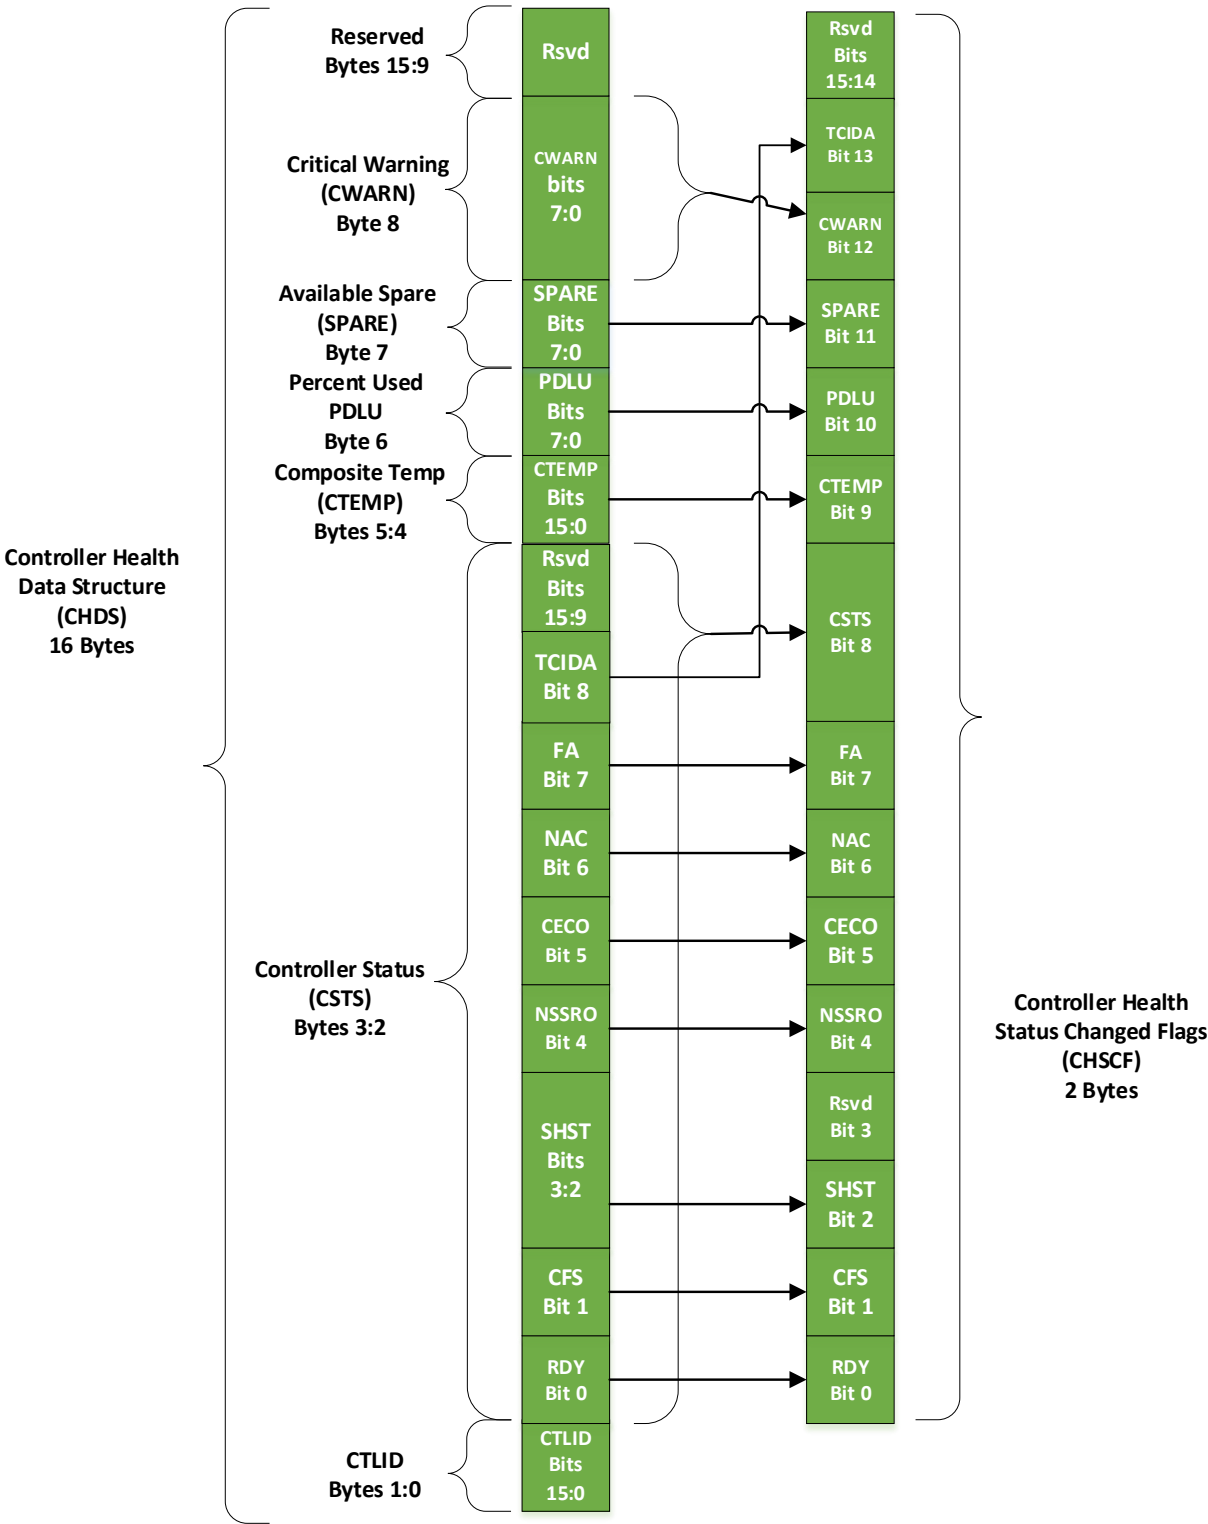 Controller Health
Data Structure
(CHDS)
16 Bytes
Reserved
Bytes 15:9
Critical Warning
(CWARN)
Byte 8
Available Spare
(SPARE)
Byte 7
Percent Used
PDLU
Byte 6
Composite Temp
(CTEMP)
Bytes 5:4
Controller Status
(CSTS)
Bytes 3:2
CTLID
Bytes 1:0
Rsvd
CWARN
bits
7:0
SPARE
Bits
7:0
PDLU
Bits
7:0
CTEMP
Bits
15:0
Rsvd
Bits
15:9
TCIDA
Bit 8
FA
Bit 7
NAC
Bit 6
CECO
Bit 5
NSSRO
Bit 4
SHST
Bits
3:2
CFS
Bit 1
RDY
Bit 0
CTLID
Bits
15:0
Rsvd
Bits
15:14
TCIDA
Bit 13
CWARN
Bit 12
SPARE
Bit 11
PDLU
Bit 10
CTEMP
Bit 9
CSTS
Bit 8
FA
Bit 7
NAC
Bit 6
CECO
Bit 5
NSSRO
Bit 4
Rsvd
Bit 3
SHST
Bit 2
CFS
Bit 1
RDY
Bit 0
Controller Health
Status Changed Flags
(CHSCF)
2 Bytes